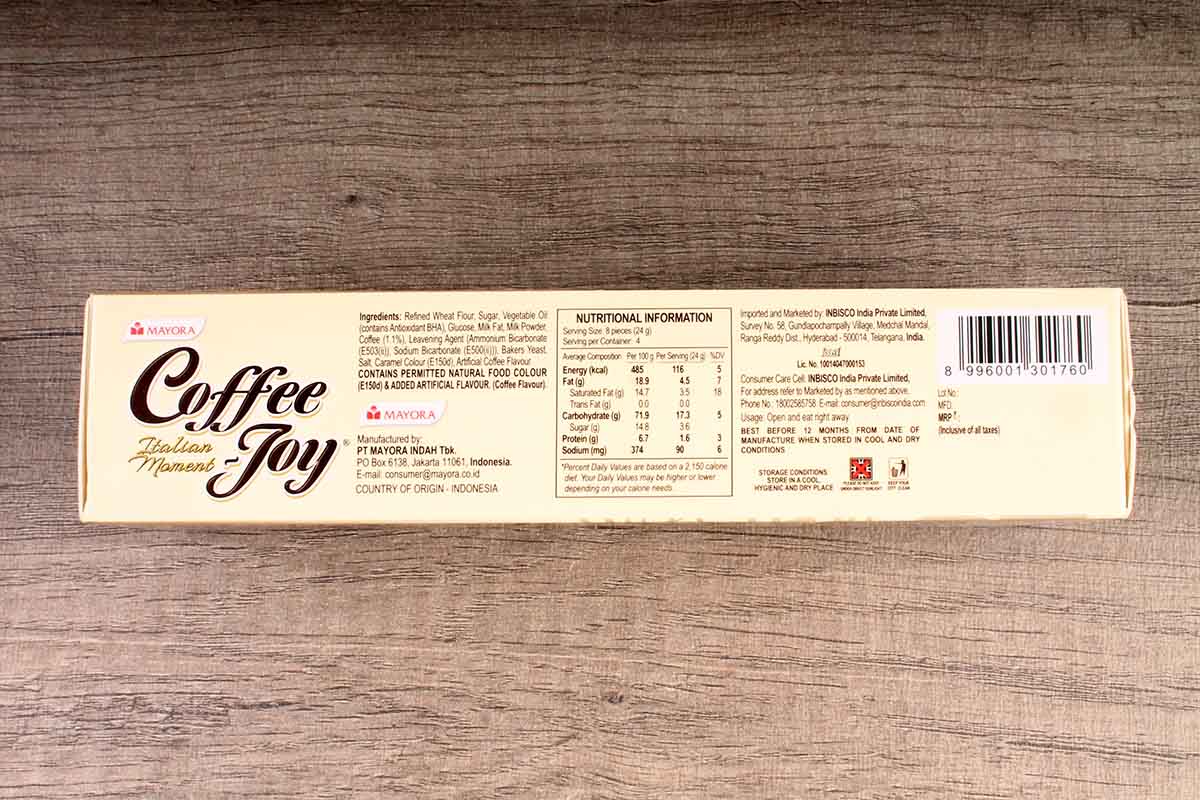 MAYORA
Coffee
Italian
Moment
Joy®
Ingredients: Refined Wheat Flour, Sugar, Vegetable Oil
(contains Antioxidant BHA), Glucose, Milk Fat, Milk Powder,
Coffee (1.1%), Leavening Agent (Ammonium Bicarbonate
(E503(ii)), Sodium Bicarbonate (E500(ii))), Bakers Yeast,
Salt, Caramel Colour (E150d), Artificial Coffee Flavour.
CONTAINS PERMITTED NATURAL FOOD COLOUR
(E150d) & ADDED ARTIFICIAL FLAVOUR. (Coffee Flavour).
MAYORA
Manufactured by:
PT MAYORA INDAH Tbk.
PO Box 6138, Jakarta 11061, Indonesia.
E-mail: consumer@mayora.co.id
COUNTRY OF ORIGIN - INDONESIA
NUTRITIONAL INFORMATION
Serving Size: 8 pieces (24 g)
Serving per Container: 4
Average Composition Per 100 g Per Serving (24 g) %DV
Energy (kcal) 485 116 5
Fat (g) 18.9 4.5 7
Saturated Fat (g) 14.7 3.5 18
Trans Fat (g) 0.0 0.0
Carbohydrate (g) 71.9 17.3 5
Sugar (g) 14.8 3.6
Protein (g) 6.7 1.6 3
Sodium (mg) 374 90 6
*Percent Daily Values are based on a 2,150 calorie
diet. Your Daily Values may be higher or lower
depending on your calorie needs.
Imported and Marketed by: INBISCO India Private Limited,
Survey No. 58, Gundlapochampally Village, Medchal Mandal,
Ranga Reddy Dist., Hyderabad - 500014, Telangana, India.
fssai
Lic. No. 10014047000153
Consumer Care Cell: INBISCO India Private Limited,
For address refer to Marketed by as mentioned above.
Phone No.: 18002585758 E-mail: consumer@inbiscoindia.com
Usage: Open and eat right away
BEST BEFORE 12 MONTHS FROM DATE OF
MANUFACTURE WHEN STORED IN COOL AND DRY
CONDITIONS
STORAGE CONDITIONS
STORE IN A COOL,
HYGIENIC AND DRY PLACE
PLEASE DO NOT KEEP
UNDER DIRECT SUNLIGHT
KEEP YOUR
CITY CLEAN
8 996001 301760
Lot No.:
MFD.
MRP ₹:
(Inclusive of all taxes)